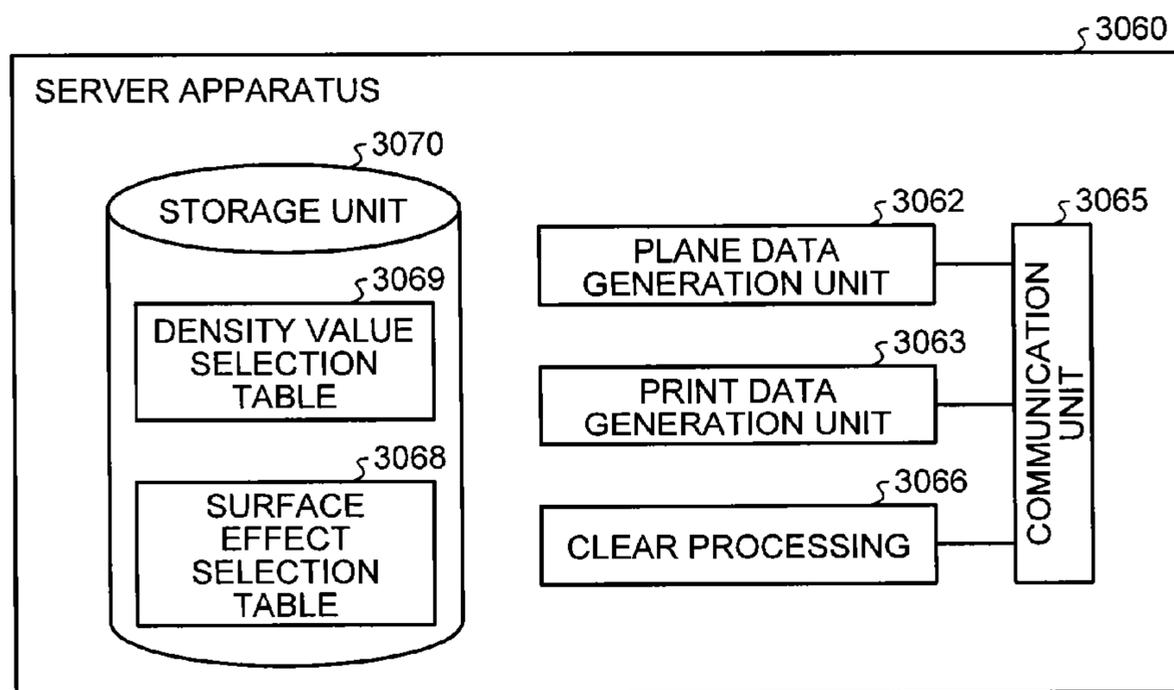 3060
SERVER APPARATUS
3070
STORAGE UNIT
3069
DENSITY VALUE
SELECTION
TABLE
3068
SURFACE
EFFECT
SELECTION
TABLE
3062
PLANE DATA
GENERATION UNIT
3063
PRINT DATA
GENERATION UNIT
3066
CLEAR PROCESSING
3065
COMMUNICATION
UNIT